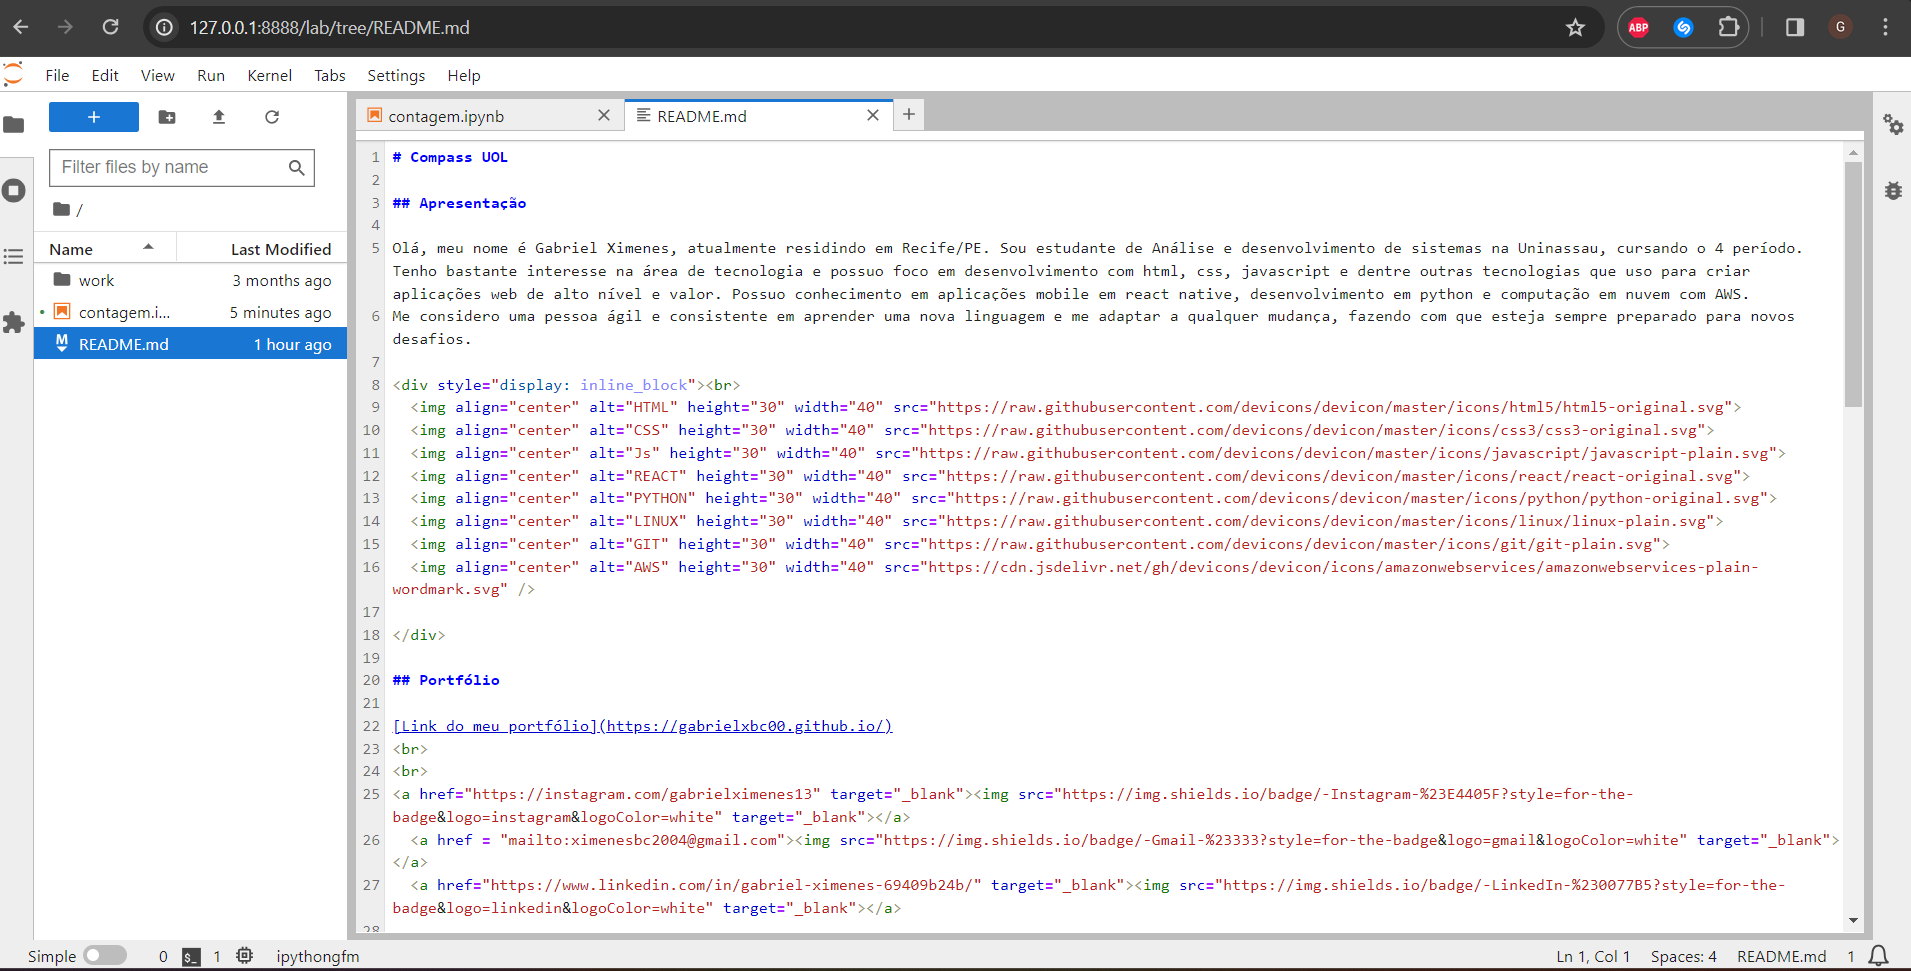 127.0.0.1:8888/lab/tree/README.md
ABP
G
File Edit View Run Kernel Tabs Settings Help
+
Filter files by name
/
Name Last Modified
work 3 months ago
contagem.i... 5 minutes ago
README.md 1 hour ago
contagem.ipynb
README.md
1 # Compass UOL
2
3 ## Apresentação
4
5 Olá, meu nome é Gabriel Ximenes, atualmente residindo em Recife/PE. Sou estudante de Análise e desenvolvimento de sistemas na Uninassau, cursando o 4 período.
Tenho bastante interesse na área de tecnologia e possuo foco em desenvolvimento com html, css, javascript e dentre outras tecnologias que uso para criar
aplicações web de alto nível e valor. Possuo conhecimento em aplicações mobile em react native, desenvolvimento em python e computação em nuvem com AWS.
6 Me considero uma pessoa ágil e consistente em aprender uma nova linguagem e me adaptar a qualquer mudança, fazendo com que esteja sempre preparado para novos
desafios.
7
8 <div style="display: inline_block"><br>
9 <img align="center" alt="HTML" height="30" width="40" src="https://raw.githubusercontent.com/devicons/devicon/master/icons/html5/html5-original.svg">
10 <img align="center" alt="CSS" height="30" width="40" src="https://raw.githubusercontent.com/devicons/devicon/master/icons/css3/css3-original.svg">
11 <img align="center" alt="Js" height="30" width="40" src="https://raw.githubusercontent.com/devicons/devicon/master/icons/javascript/javascript-plain.svg">
12 <img align="center" alt="REACT" height="30" width="40" src="https://raw.githubusercontent.com/devicons/devicon/master/icons/react/react-original.svg">
13 <img align="center" alt="PYTHON" height="30" width="40" src="https://raw.githubusercontent.com/devicons/devicon/master/icons/python/python-original.svg">
14 <img align="center" alt="LINUX" height="30" width="40" src="https://raw.githubusercontent.com/devicons/devicon/master/icons/linux/linux-plain.svg">
15 <img align="center" alt="GIT" height="30" width="40" src="https://raw.githubusercontent.com/devicons/devicon/master/icons/git/git-plain.svg">
16 <img align="center" alt="AWS" height="30" width="40" src="https://cdn.jsdelivr.net/gh/devicons/devicon/icons/amazonwebservices/amazonwebservices-plain-
wordmark.svg" />
17
18 </div>
19
20 ## Portfólio
21
22 [Link do meu portfólio](https://gabrielxbc00.github.io/)
23 <br>
24 <br>
25 <a href="https://instagram.com/gabrielximenes13" target="_blank"><img src="https://img.shields.io/badge/-Instagram-%23E4405F?style=for-the-
badge&logo=instagram&logoColor=white" target="_blank"></a>
26 <a href = "mailto:ximenesbc2004@gmail.com"><img src="https://img.shields.io/badge/-Gmail-%23333?style=for-the-badge&logo=gmail&logoColor=white" target="_blank">
</a>
27 <a href="https://www.linkedin.com/in/gabriel-ximenes-69409b24b/" target="_blank"><img src="https://img.shields.io/badge/-LinkedIn-%230077B5?style=for-the-
badge&logo=linkedin&logoColor=white" target="_blank"></a>
28
Simple 0 $_ 1 ipythongfm Ln 1, Col 1 Spaces: 4 README.md 1